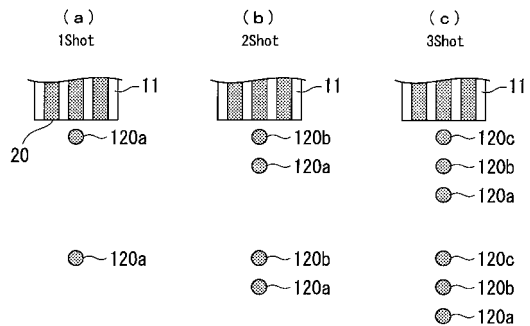 ( a ) ( b ) ( c )
1Shot 2Shot 3Shot
11 11 11
20 120a 120b 120c
120a 120b
120a
120a 120b 120c
120a 120b
120a